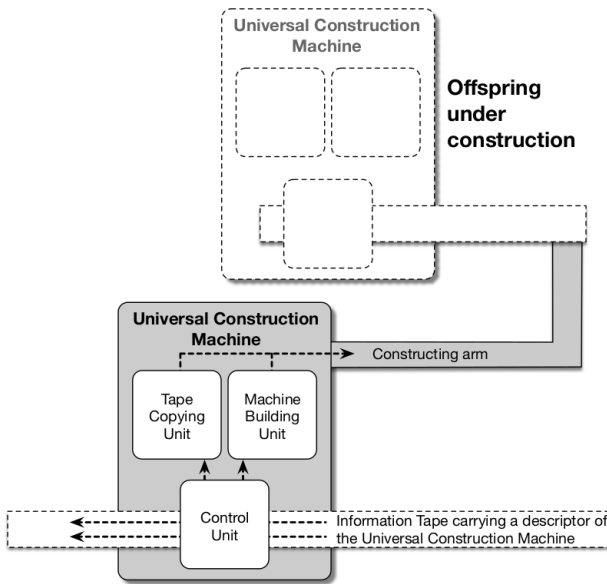 Universal Construction
Machine
Offspring
under
construction
Universal Construction
Machine
Constructing arm
Tape
Copying
Unit
Machine
Building
Unit
Control
Unit
Information Tape carrying a descriptor of
the Universal Construction Machine